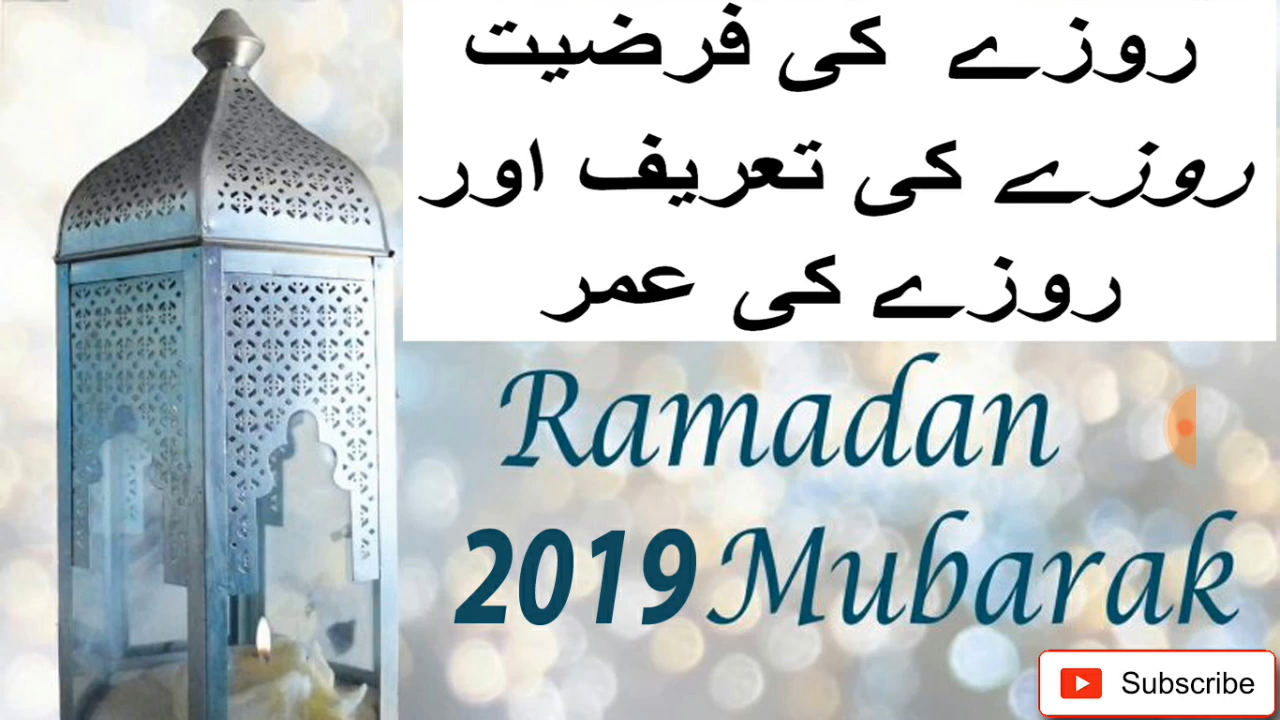 روزے کی فرضیت
روزے کی تعریف اور
روزے کی عمر
Ramadan
2019 Mubarak
Subscribe